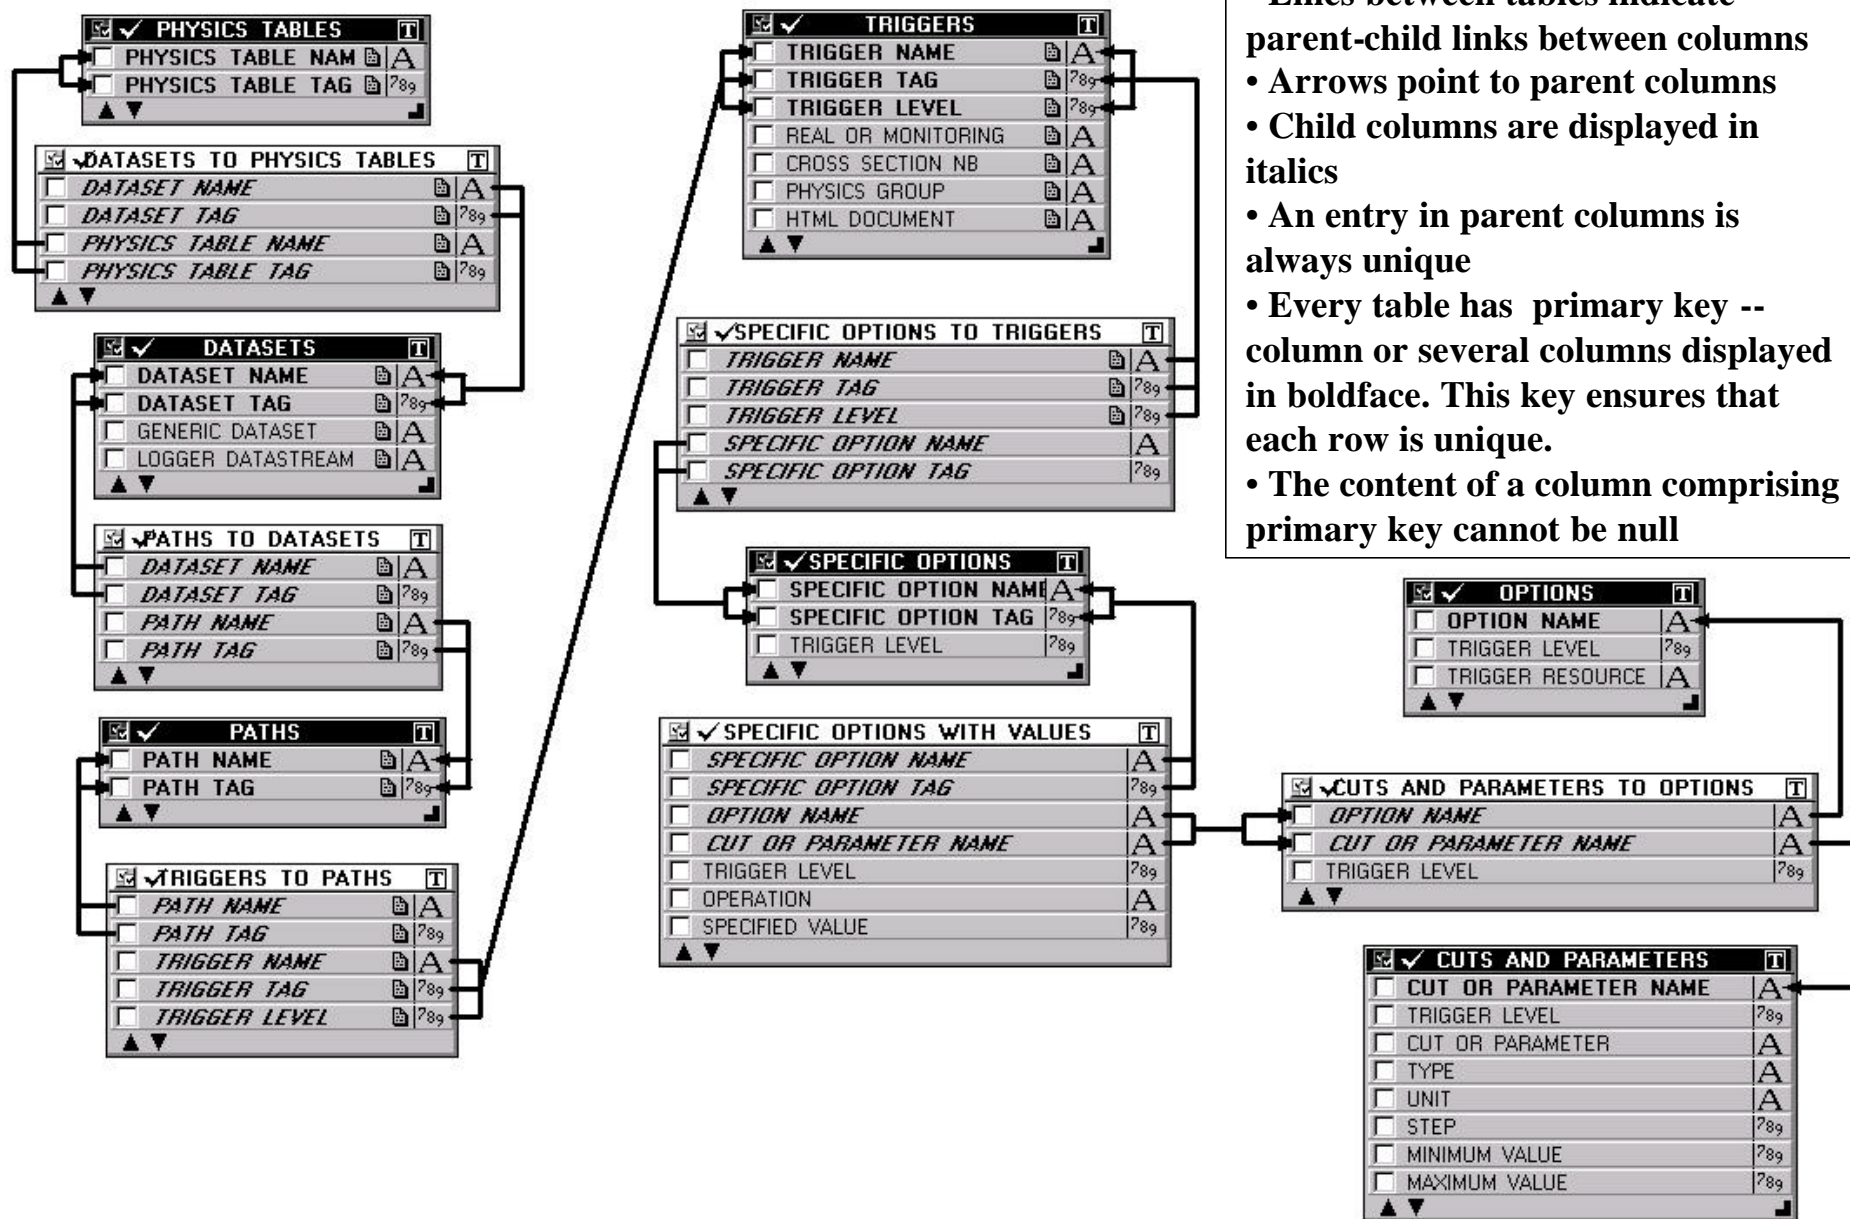 PHYSICS TABLES
PHYSICS TABLE NAM
PHYSICS TABLE TAG
DATASETS TO PHYSICS TABLES
DATASET NAME
DATASET TAG
PHYSICS TABLE NAME
PHYSICS TABLE TAG
DATASETS
DATASET NAME
DATASET TAG
GENERIC DATASET
LOGGER DATASTREAM
PATHS TO DATASETS
DATASET NAME
DATASET TAG
PATH NAME
PATH TAG
PATHS
PATH NAME
PATH TAG
TRIGGERS TO PATHS
PATH NAME
PATH TAG
TRIGGER NAME
TRIGGER TAG
TRIGGER LEVEL
TRIGGERS
TRIGGER NAME
TRIGGER TAG
TRIGGER LEVEL
REAL OR MONITORING
CROSS SECTION NB
PHYSICS GROUP
HTML DOCUMENT
SPECIFIC OPTIONS TO TRIGGERS
TRIGGER NAME
TRIGGER TAG
TRIGGER LEVEL
SPECIFIC OPTION NAME
SPECIFIC OPTION TAG
SPECIFIC OPTIONS
SPECIFIC OPTION NAME
SPECIFIC OPTION TAG
TRIGGER LEVEL
SPECIFIC OPTIONS WITH VALUES
SPECIFIC OPTION NAME
SPECIFIC OPTION TAG
OPTION NAME
CUT OR PARAMETER NAME
TRIGGER LEVEL
OPERATION
SPECIFIED VALUE
• Lines between tables indicate
parent-child links between columns
• Arrows point to parent columns
• Child columns are displayed in
italics
• An entry in parent columns is
always unique
• Every table has primary key --
column or several columns displayed
in boldface. This key ensures that
each row is unique.
• The content of a column comprising
primary key cannot be null
OPTIONS
OPTION NAME
TRIGGER LEVEL
TRIGGER RESOURCE
CUTS AND PARAMETERS TO OPTIONS
OPTION NAME
CUT OR PARAMETER NAME
TRIGGER LEVEL
CUTS AND PARAMETERS
CUT OR PARAMETER NAME
TRIGGER LEVEL
CUT OR PARAMETER
TYPE
UNIT
STEP
MINIMUM VALUE
MAXIMUM VALUE